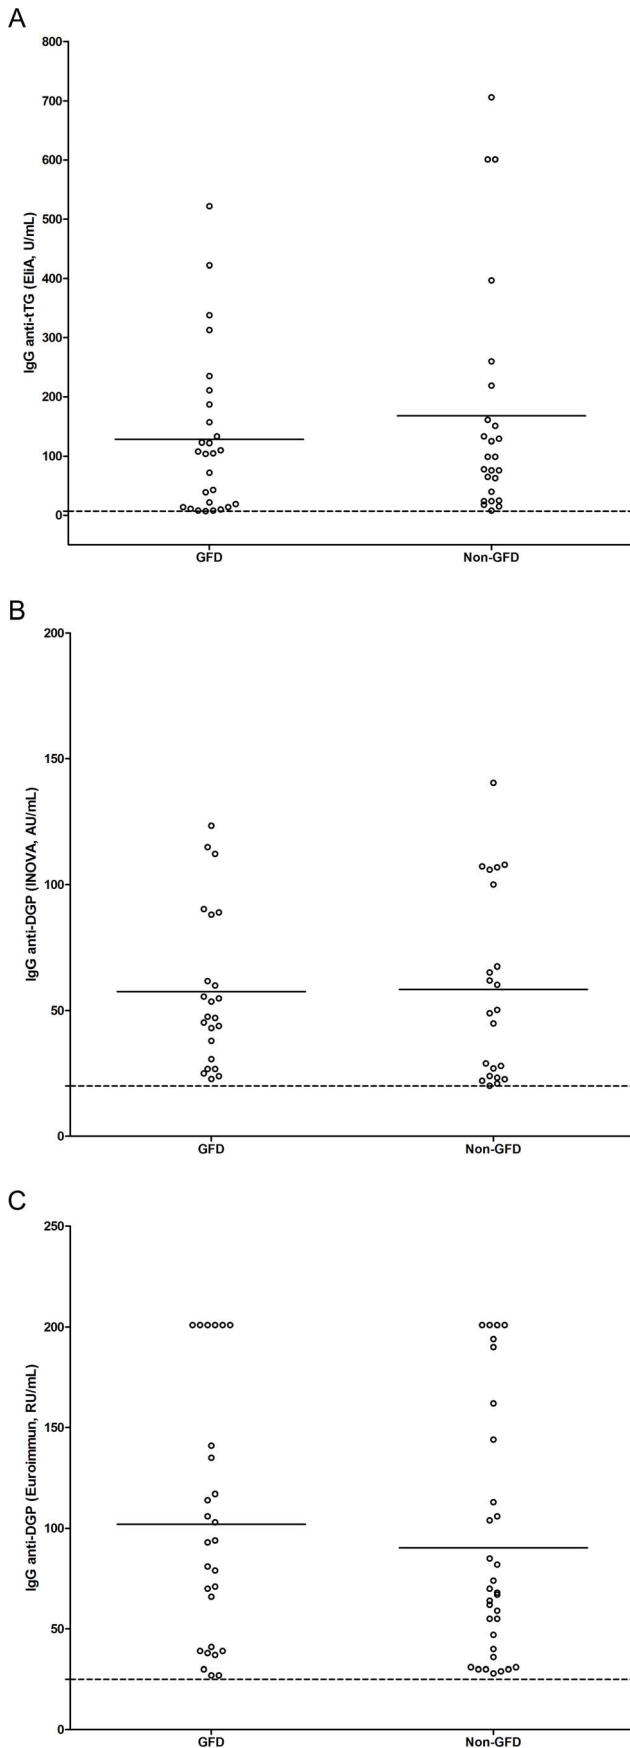 A
800
700
600
500
400
300
200
100
0
IgG anti-tTG (EliA, U/mL)
GFD
Non-GFD
B
200
150
100
50
0
IgG anti-DGP (INOVA, AU/mL)
GFD
Non-GFD
C
250
200
150
100
50
0
IgG anti-DGP (Euroimmun, RU/mL)
GFD
Non-GFD